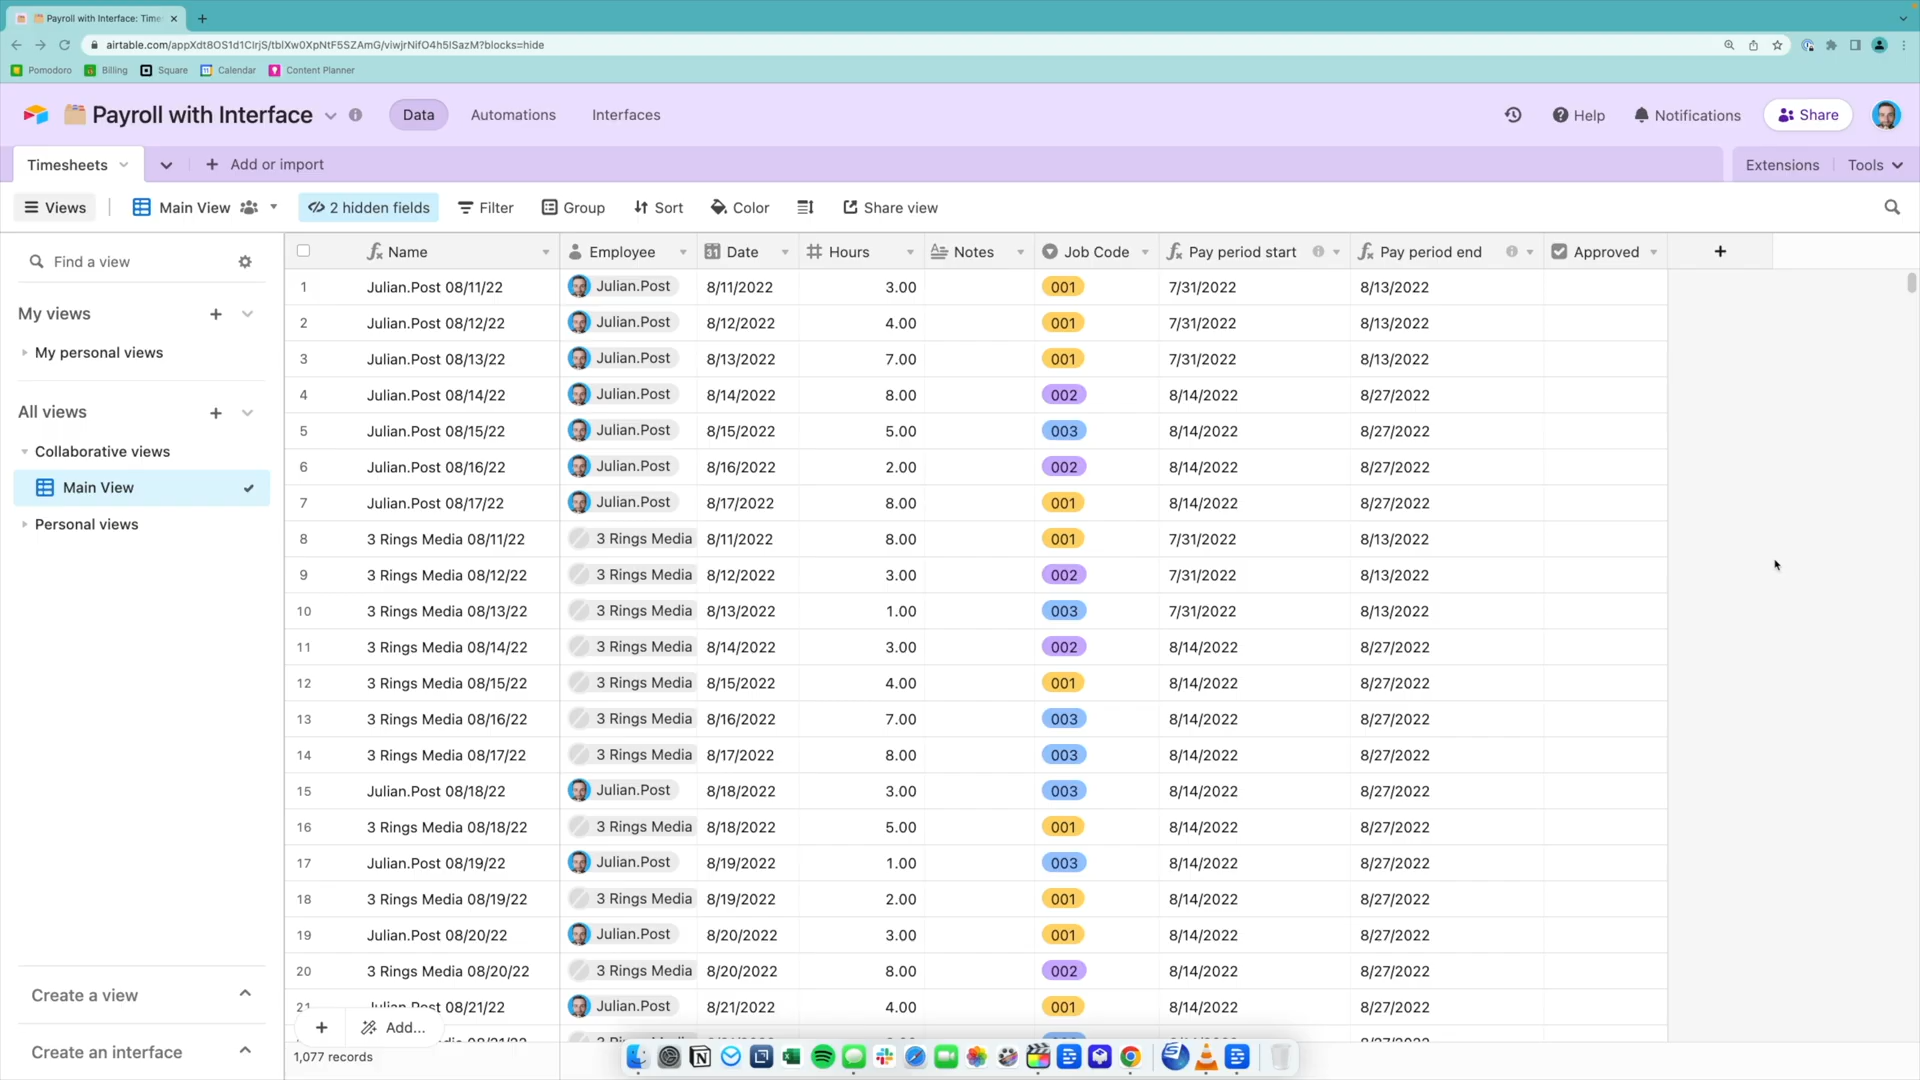 Payroll with Interface: Time
airtable.com/appXdt8OS1d1CIrjS/tblXw0XpNtF5SZAmG/viwjrNifO4h5ISazM?blocks=hide
Pomodoro Billing Square Calendar Content Planner
Payroll with Interface Data Automations Interfaces Help Notifications Share
Timesheets Add or import Extensions Tools
Views Main View 2 hidden fields Filter Group Sort Color Share view
Find a view
My views
My personal views
All views
Collaborative views
Main View
Personal views
Create a view
Create an interface
Name Employee Date Hours Notes Job Code Pay period start Pay period end Approved
1 Julian.Post 08/11/22 Julian.Post 8/11/2022 3.00 001 7/31/2022 8/13/2022
2 Julian.Post 08/12/22 Julian.Post 8/12/2022 4.00 001 7/31/2022 8/13/2022
3 Julian.Post 08/13/22 Julian.Post 8/13/2022 7.00 001 7/31/2022 8/13/2022
4 Julian.Post 08/14/22 Julian.Post 8/14/2022 8.00 002 8/14/2022 8/27/2022
5 Julian.Post 08/15/22 Julian.Post 8/15/2022 5.00 003 8/14/2022 8/27/2022
6 Julian.Post 08/16/22 Julian.Post 8/16/2022 2.00 002 8/14/2022 8/27/2022
7 Julian.Post 08/17/22 Julian.Post 8/17/2022 8.00 001 8/14/2022 8/27/2022
8 3 Rings Media 08/11/22 3 Rings Media 8/11/2022 8.00 001 7/31/2022 8/13/2022
9 3 Rings Media 08/12/22 3 Rings Media 8/12/2022 3.00 002 7/31/2022 8/13/2022
10 3 Rings Media 08/13/22 3 Rings Media 8/13/2022 1.00 003 7/31/2022 8/13/2022
11 3 Rings Media 08/14/22 3 Rings Media 8/14/2022 3.00 002 8/14/2022 8/27/2022
12 3 Rings Media 08/15/22 3 Rings Media 8/15/2022 4.00 001 8/14/2022 8/27/2022
13 3 Rings Media 08/16/22 3 Rings Media 8/16/2022 7.00 003 8/14/2022 8/27/2022
14 3 Rings Media 08/17/22 3 Rings Media 8/17/2022 8.00 003 8/14/2022 8/27/2022
15 Julian.Post 08/18/22 Julian.Post 8/18/2022 3.00 003 8/14/2022 8/27/2022
16 3 Rings Media 08/18/22 3 Rings Media 8/18/2022 5.00 001 8/14/2022 8/27/2022
17 Julian.Post 08/19/22 Julian.Post 8/19/2022 1.00 003 8/14/2022 8/27/2022
18 3 Rings Media 08/19/22 3 Rings Media 8/19/2022 2.00 001 8/14/2022 8/27/2022
19 Julian.Post 08/20/22 Julian.Post 8/20/2022 3.00 001 8/14/2022 8/27/2022
20 3 Rings Media 08/20/22 3 Rings Media 8/20/2022 8.00 002 8/14/2022 8/27/2022
21 Julian.Post 08/21/22 Julian.Post 8/21/2022 4.00 001 8/14/2022 8/27/2022
Add...
1,077 records